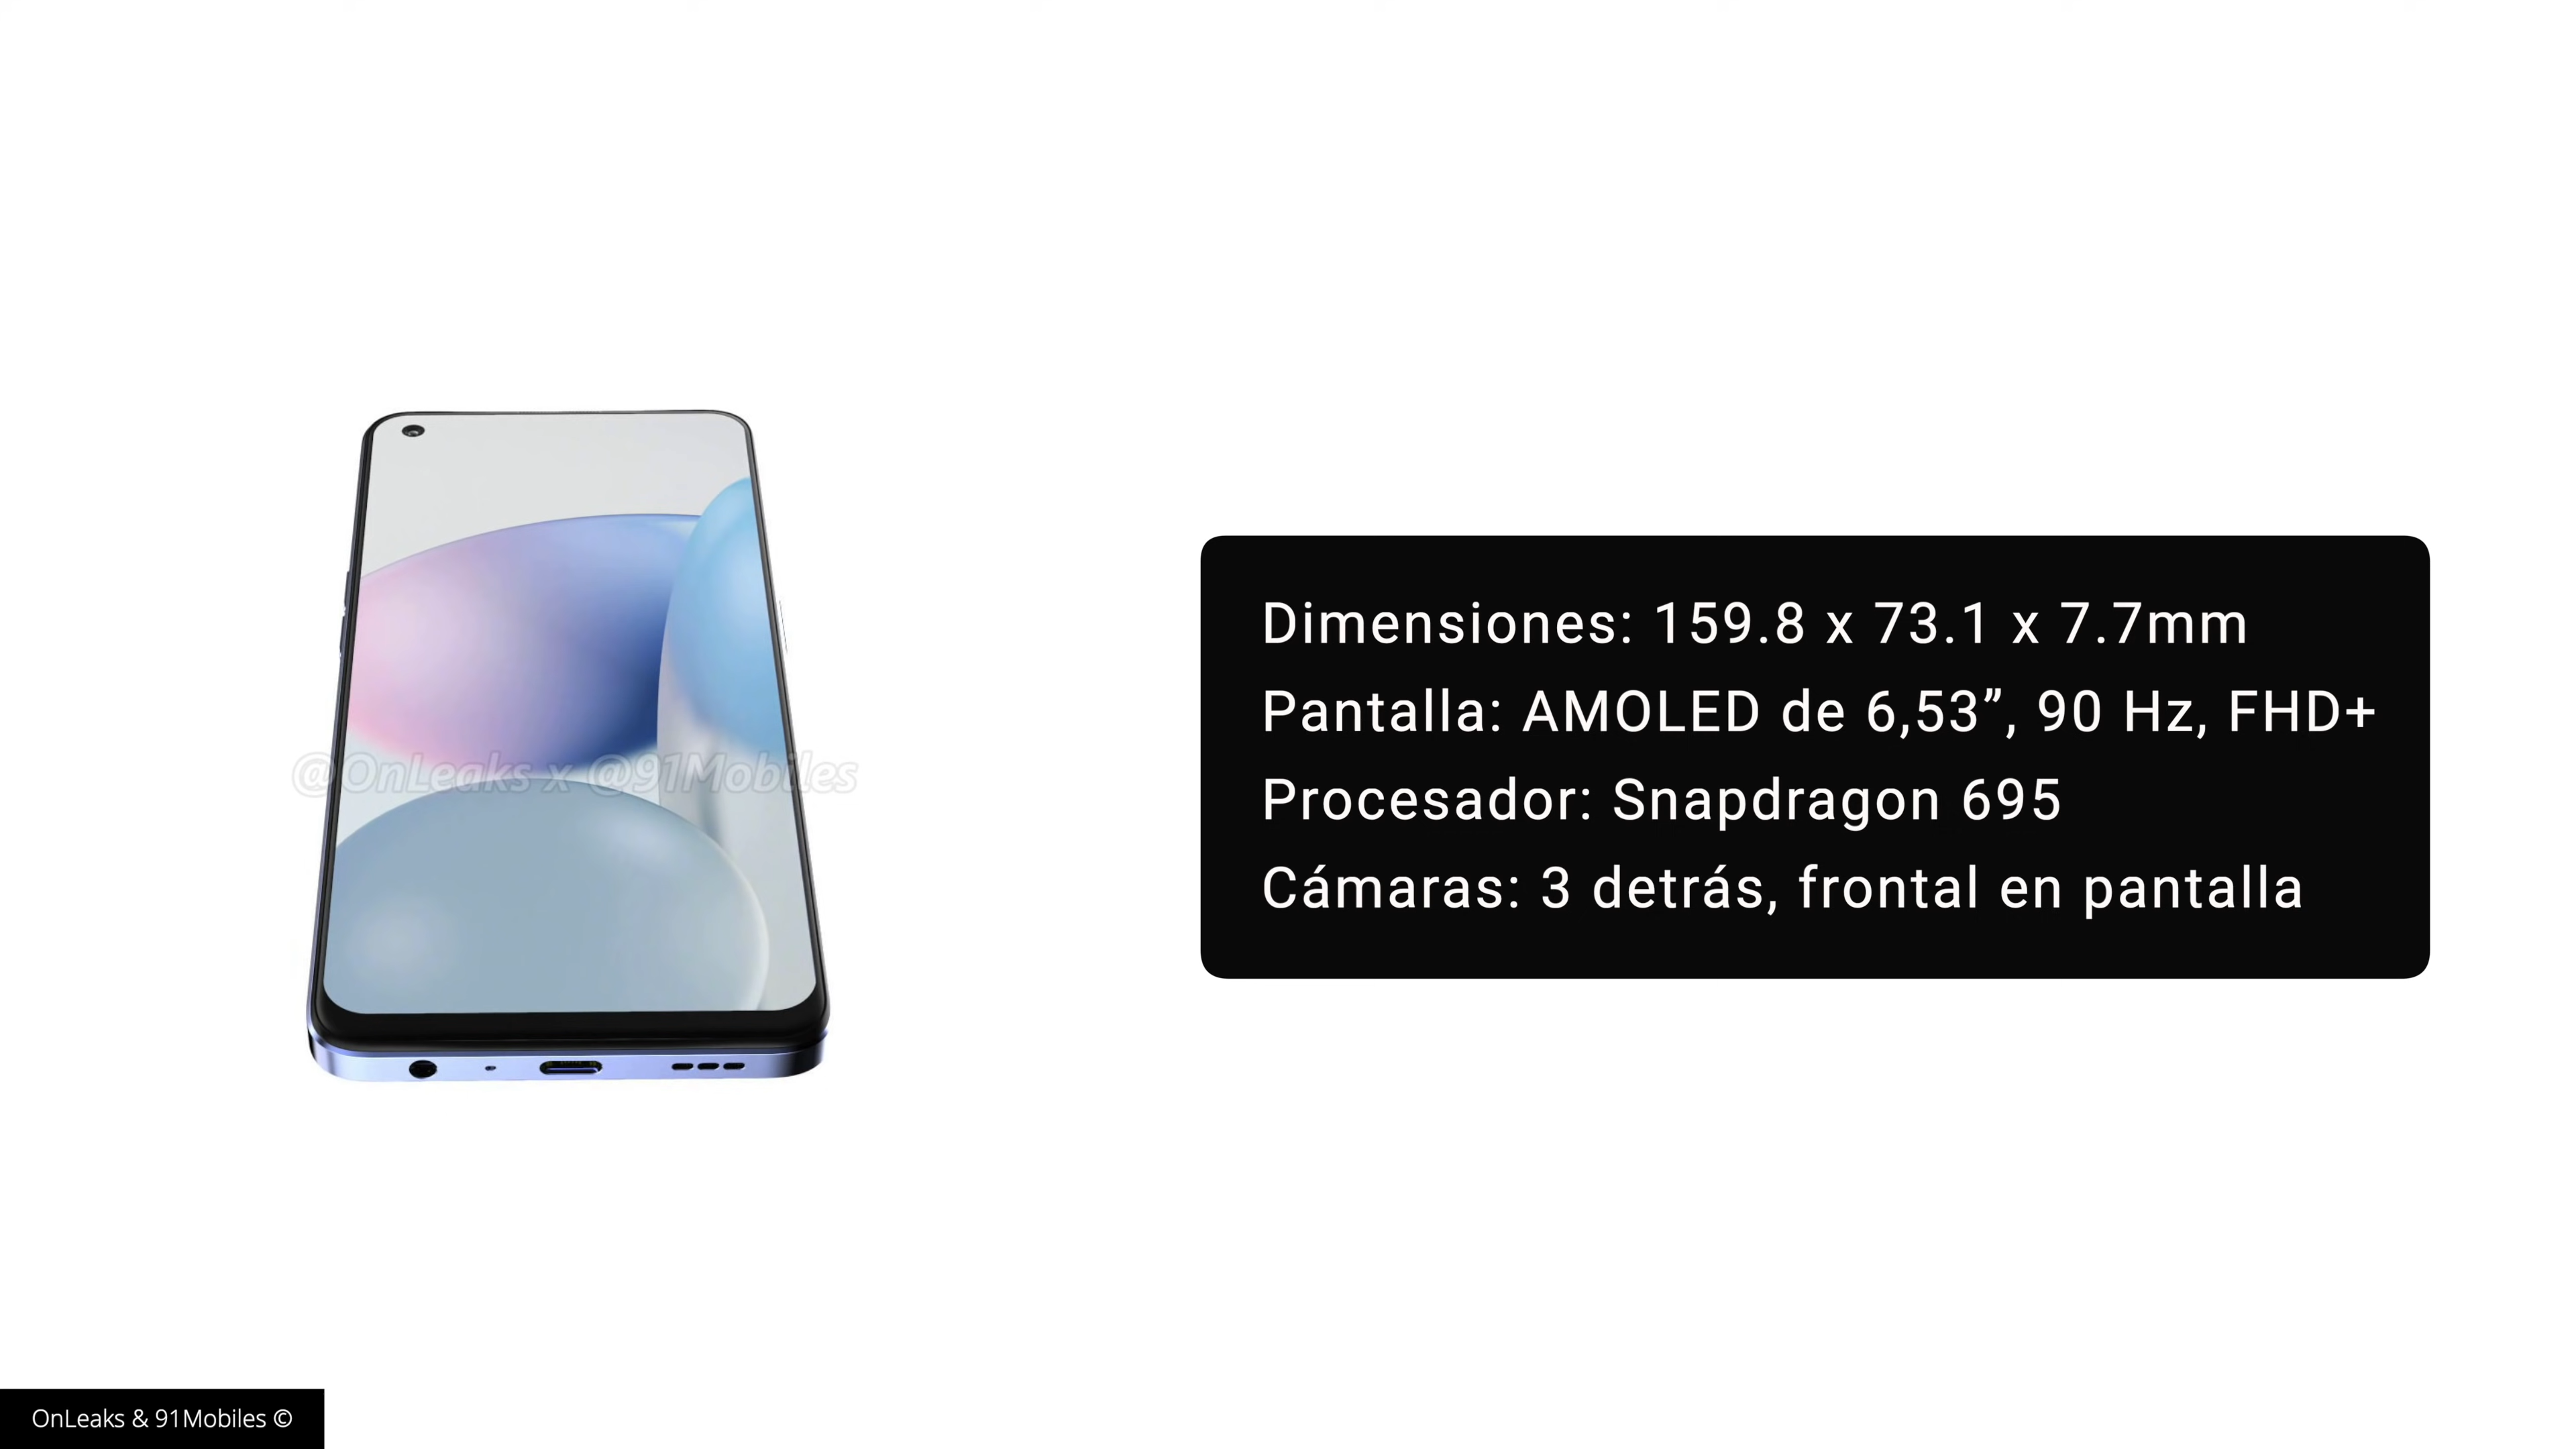 @OnLeaks x @91Mobiles
Dimensiones: 159.8 x 73.1 x 7.7mm
Pantalla: AMOLED de 6,53”, 90 Hz, FHD+
Procesador: Snapdragon 695
Cámaras: 3 detrás, frontal en pantalla
OnLeaks & 91Mobiles ©